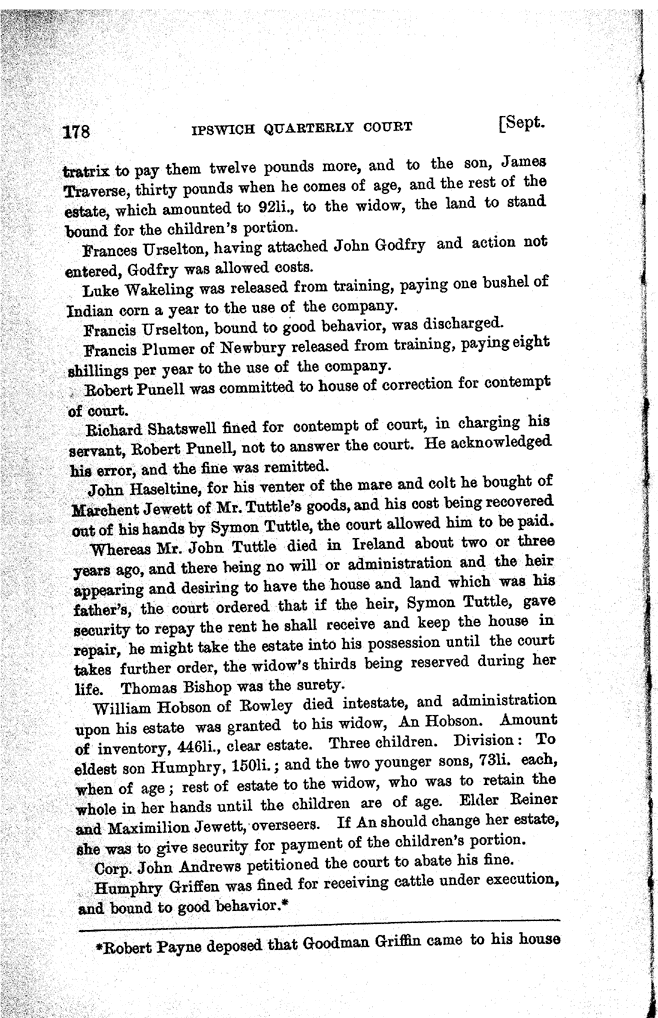 178 IPSWICH QUARTERLY COURT [Sept.
tratrix to pay them twelve pounds more, and to the son, James
Traverse, thirty pounds when he comes of age, and the rest of the
estate, which amounted to 92li., to the widow, the land to stand
bound for the children's portion.
Frances Urselton, having attached John Godfry and action not
entered, Godfry was allowed costs.
Luke Wakeling was released from training, paying one bushel of
Indian corn a year to the use of the company.
Francis Urselton, bound to good behavior, was discharged.
Francis Plumer of Newbury released from training, paying eight
shillings per year to the use of the company.
Robert Punell was committed to house of correction for contempt
of court.
Richard Shatswell fined for contempt of court, in charging his
servant, Robert Punell, not to answer the court. He acknowledged
his error, and the fine was remitted.
John Haseltine, for his venter of the mare and colt he bought of
Marchent Jewett of Mr. Tuttle's goods, and his cost being recovered
out of his hands by Symon Tuttle, the court allowed him to be paid.
Whereas Mr. John Tuttle died in Ireland about two or three
years ago, and there being no will or administration and the heir
appearing and desiring to have the house and land which was his
father's, the court ordered that if the heir, Symon Tuttle, gave
security to repay the rent he shall receive and keep the house in
repair, he might take the estate into his possession until the court
takes further order, the widow's thirds being reserved during her
life. Thomas Bishop was the surety.
William Hobson of Rowley died intestate, and administration
upon his estate was granted to his widow, An Hobson. Amount
of inventory, 446li., clear estate. Three children. Division: To
eldest son Humphry, 150li.; and the two younger sons, 73li. each,
when of age; rest of estate to the widow, who was to retain the
whole in her hands until the children are of age. Elder Reiner
and Maximilion Jewett, overseers. If An should change her estate,
she was to give security for payment of the children's portion.
Corp. John Andrews petitioned the court to abate his fine.
Humphry Griffen was fined for receiving cattle under execution,
and bound to good behavior.*
*Robert Payne deposed that Goodman Griffin came to his house